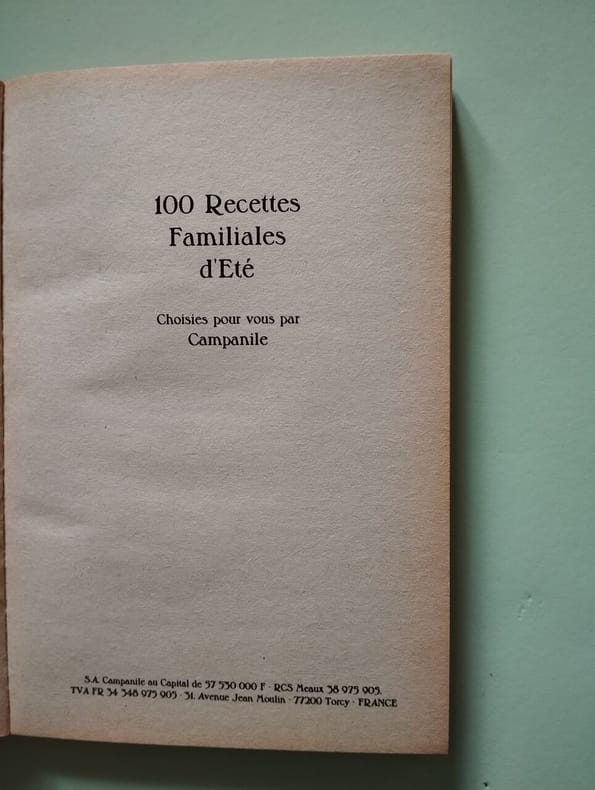 100 Recettes
Familiales
d'Eté
Choisies pour vous par
Campanile
S.A. Campanile au Capital de 57 530 000 F - RCS Meaux 38 975 905.
TVA FR 34 348 975 905 - 31, Avenue Jean Moulin - 77200 Torcy - FRANCE